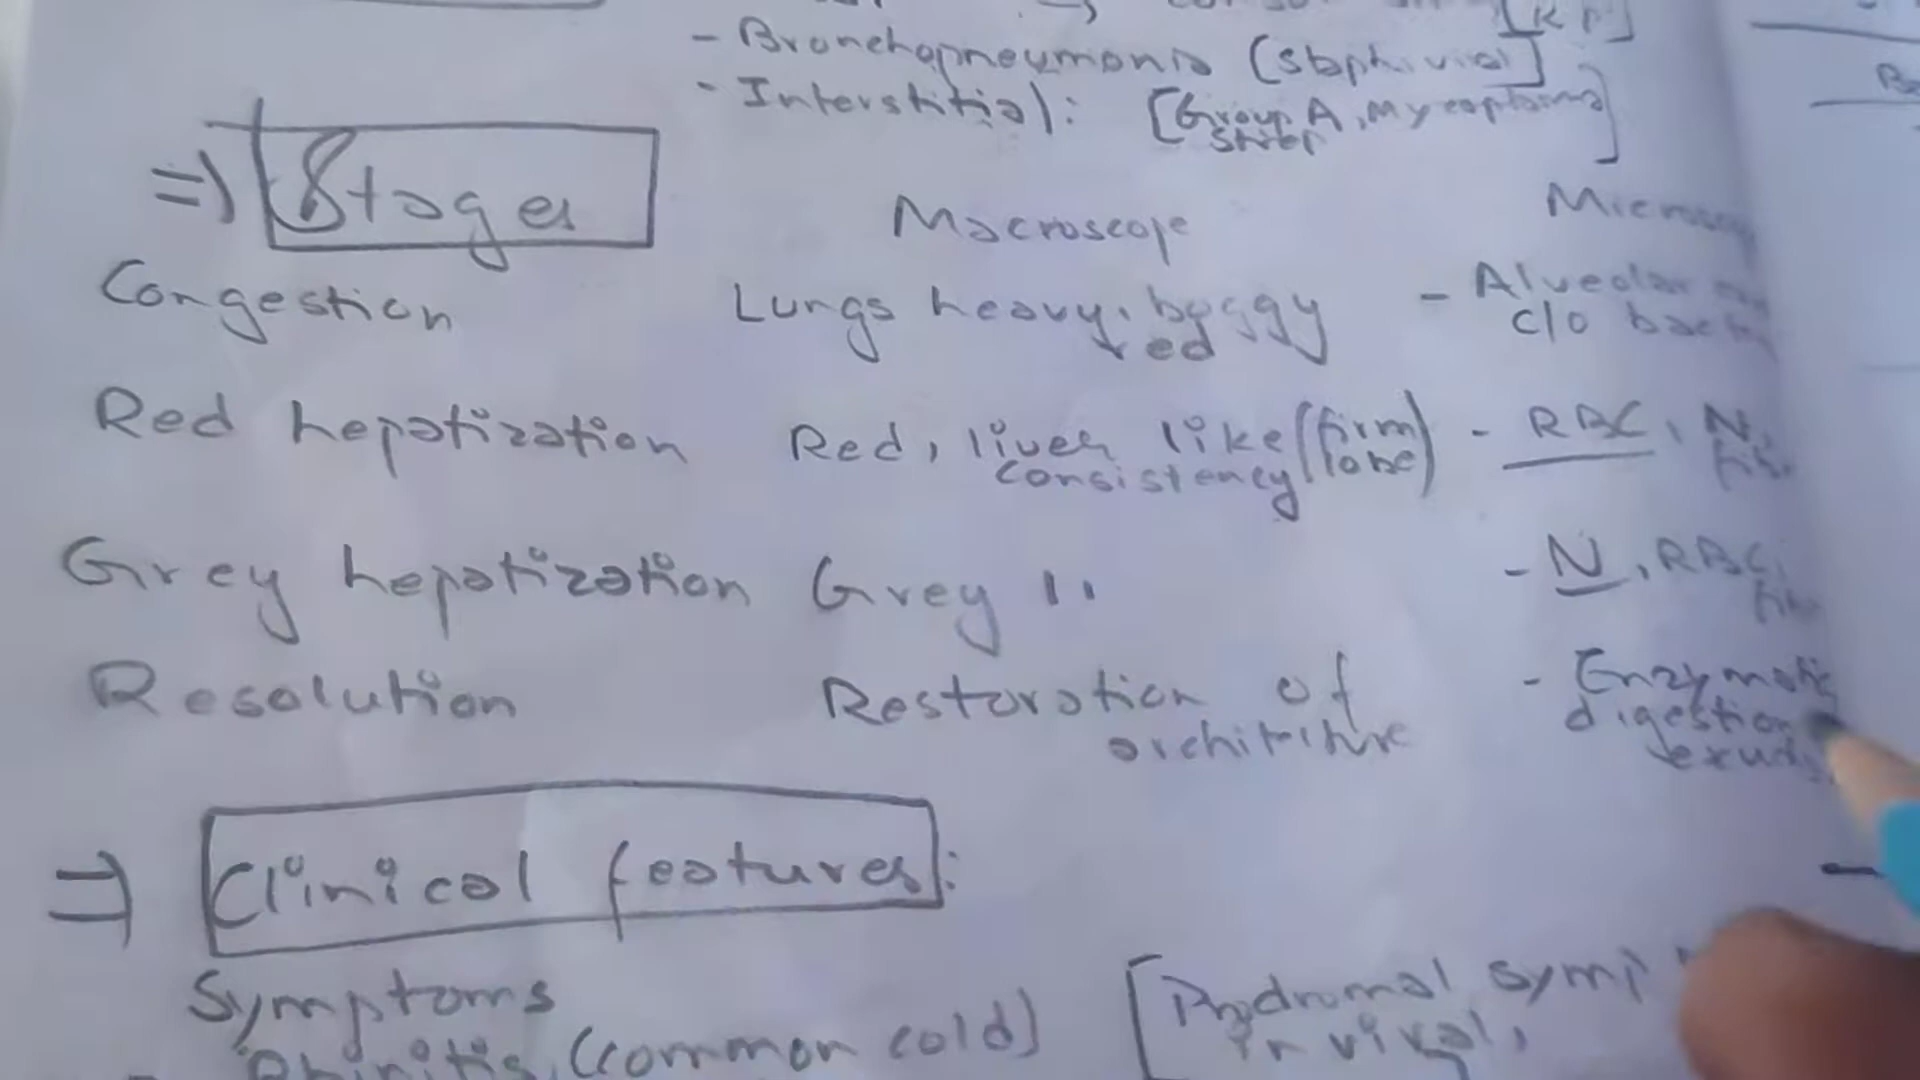 [KP]
- Bronchopneumonia [Staph, viral]
- Interstitial: [Group A Strep, Mycoplasma]
=> Stages
Macroscope
Congestion Lungs heavy, boggy red - Alveolar
c/o
Red hepatization Red, liver like consistency (firm lobe) - RBC, N,
Grey hepatization Grey 11 - N, RBC,
Resolution Restoration of - Enzymatic digestion
=> Clinical features:
Symptoms [Prodromal symp
(common cold) in viral,